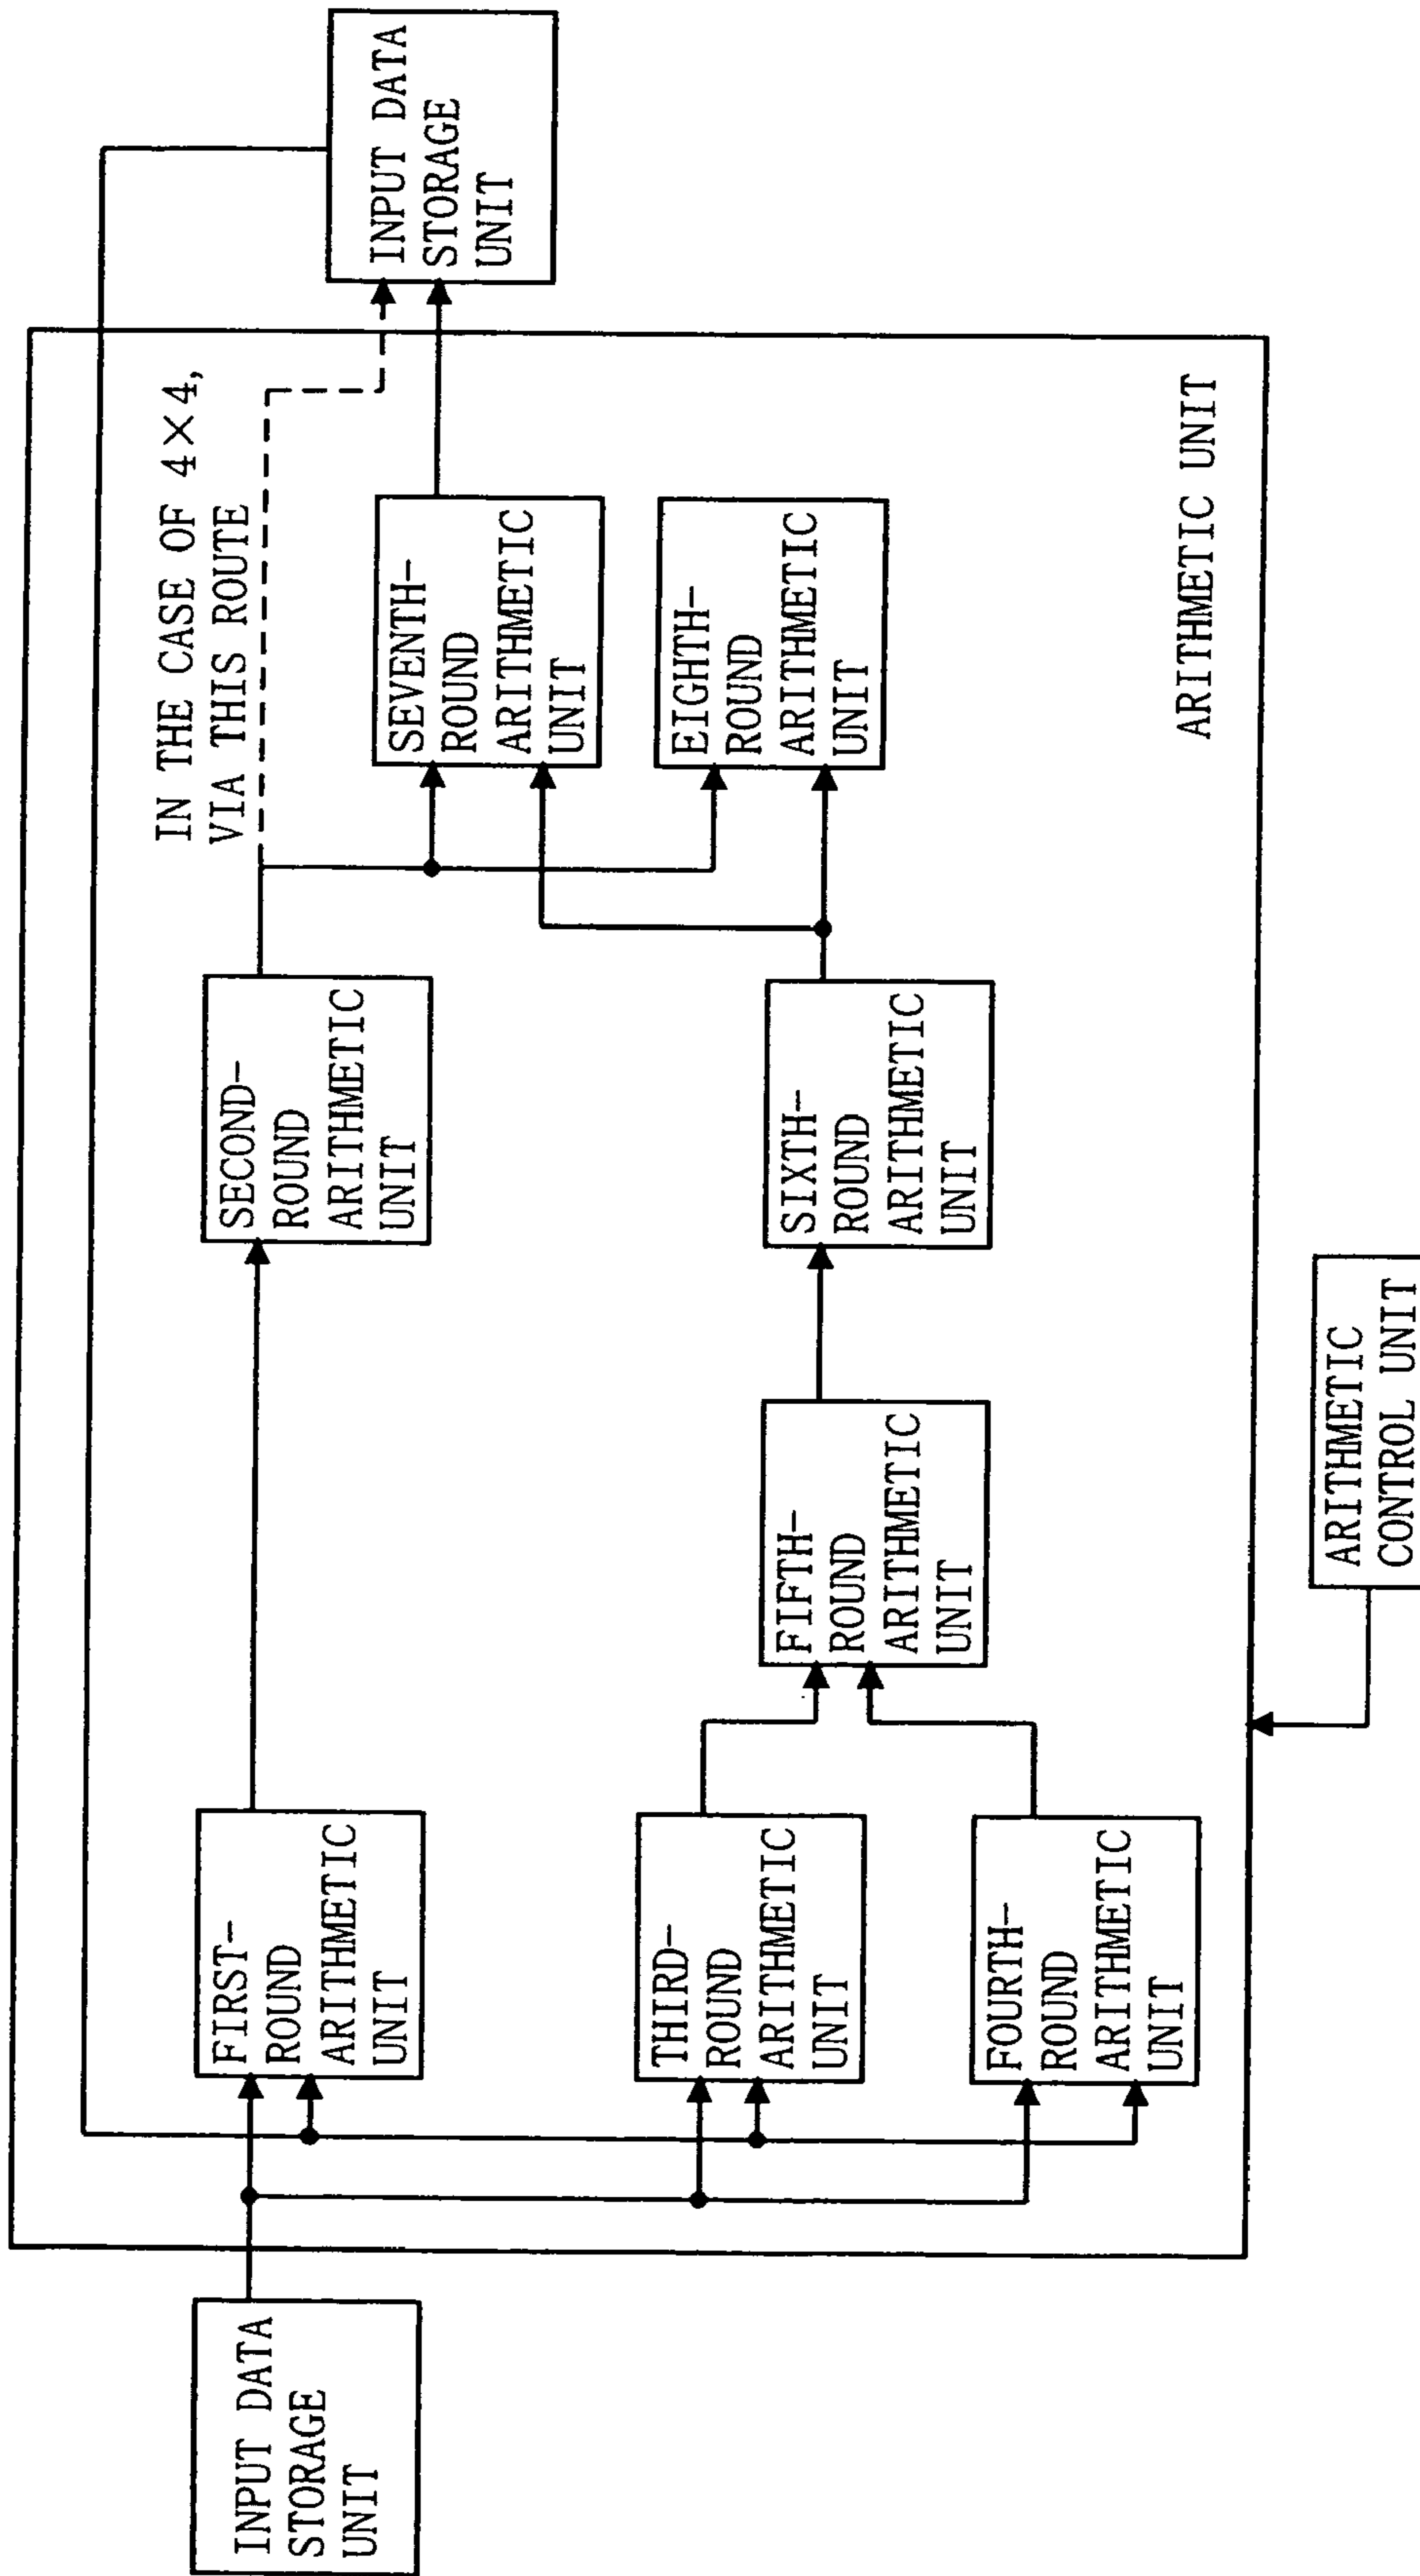 INPUT DATA
STORAGE
UNIT
FIRST-
ROUND
ARITHMETIC
UNIT
SECOND-
ROUND
ARITHMETIC
UNIT
IN THE CASE OF 4×4,
VIA THIS ROUTE
INPUT DATA
STORAGE
UNIT
SEVENTH-
ROUND
ARITHMETIC
UNIT
EIGHTH-
ROUND
ARITHMETIC
UNIT
THIRD-
ROUND
ARITHMETIC
UNIT
FOURTH-
ROUND
ARITHMETIC
UNIT
FIFTH-
ROUND
ARITHMETIC
UNIT
SIXTH-
ROUND
ARITHMETIC
UNIT
ARITHMETIC UNIT
ARITHMETIC
CONTROL UNIT